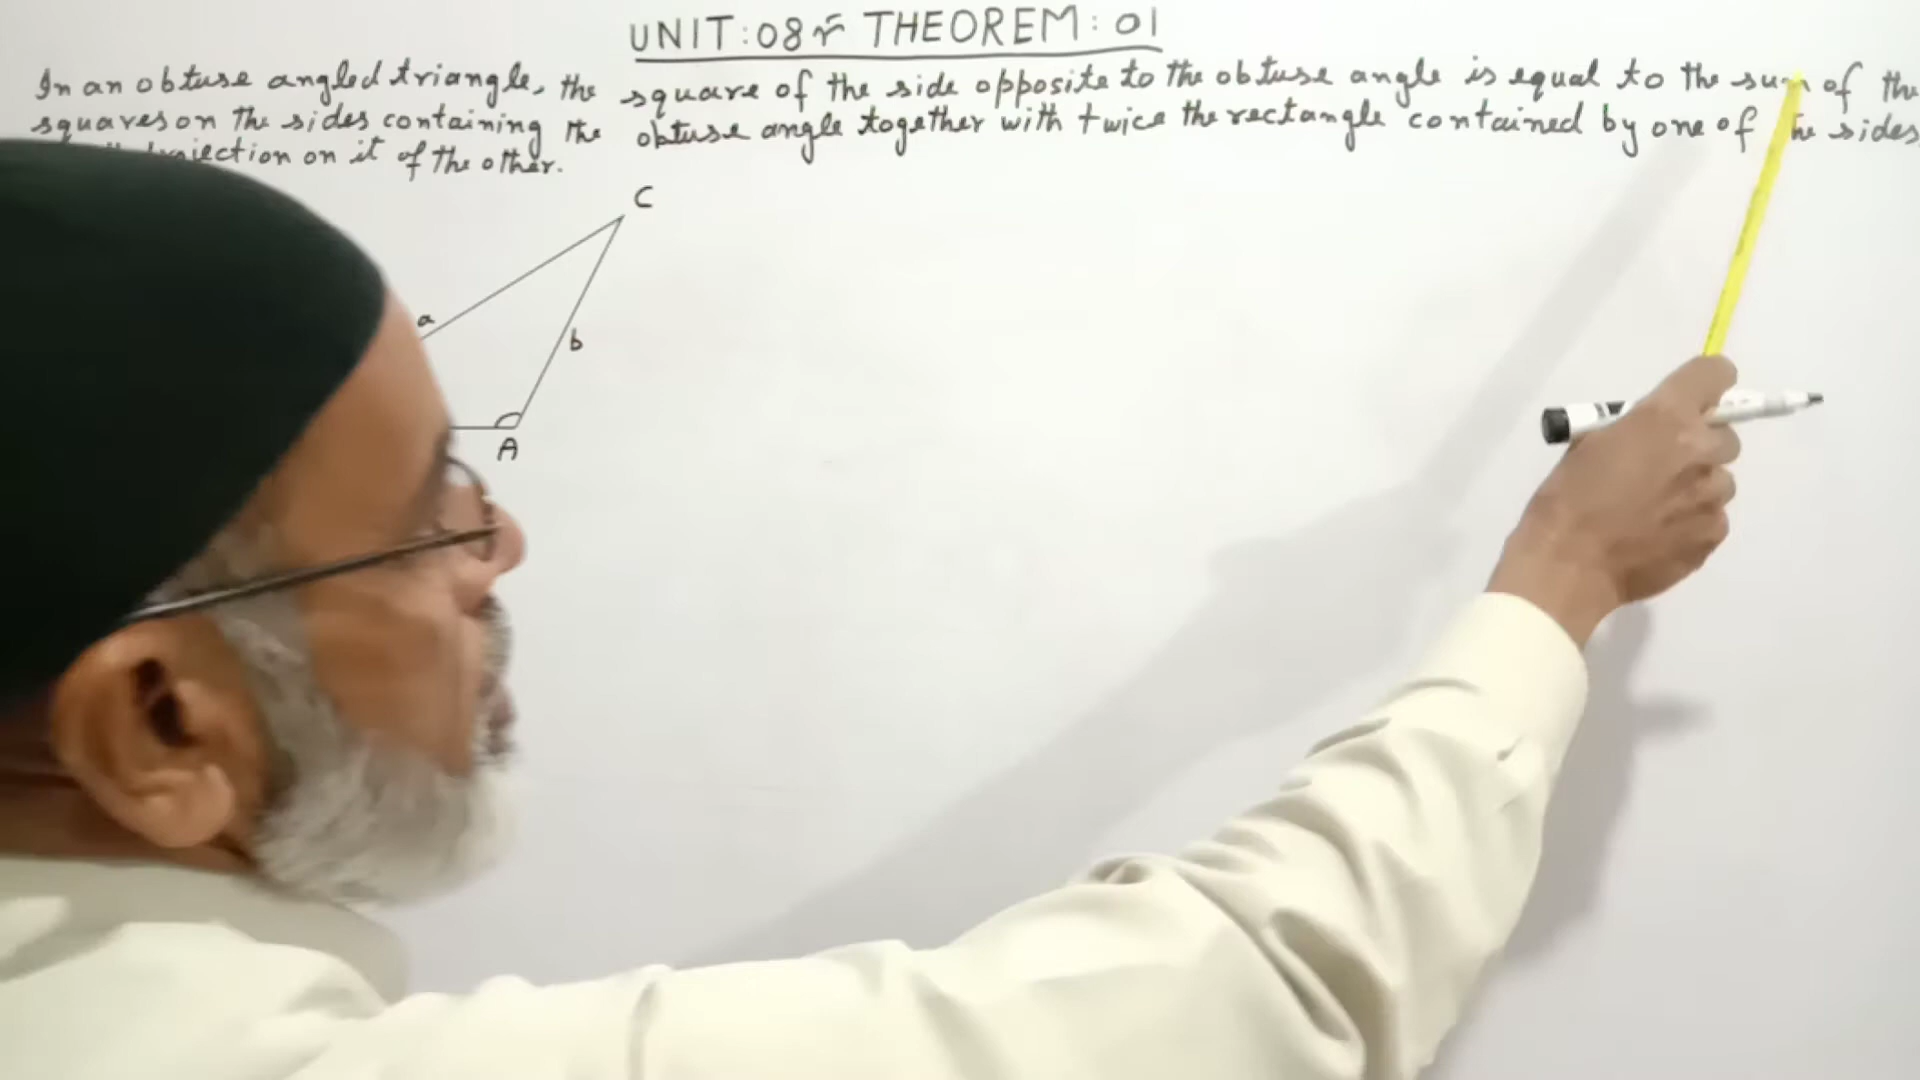 UNIT:08 THEOREM:01
In an obtuse angled triangle, the square of the side opposite to the obtuse angle is equal to the sum of the
squares on the sides containing the obtuse angle together with twice the rectangle contained by one of the sides,
on it of the other.
C
a
b
A